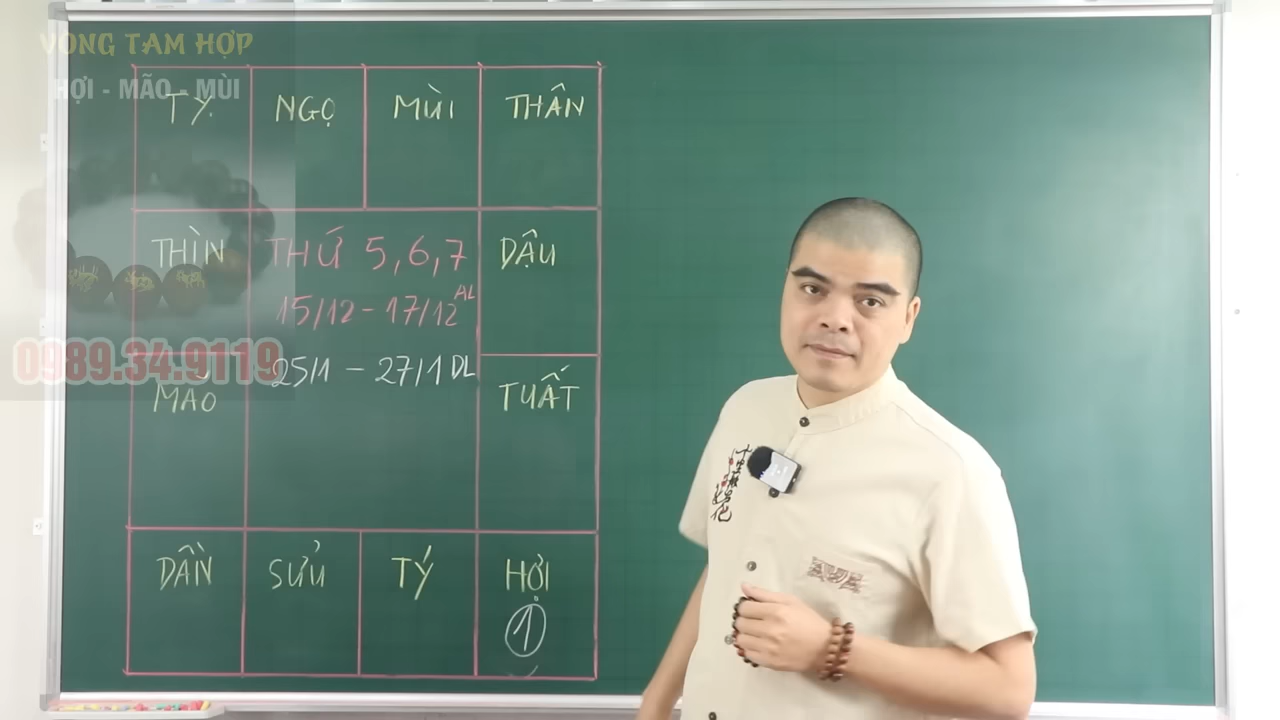 VÒNG TAM HỢP
HỢI - MÃO - MÙI
TỴ
NGỌ
MÙI
THÂN
THÌN
THỨ 5,6,7
DẬU
15/12 - 17/12 AL
0989.34.9119
25/1 - 27/1 DL
MÃO
TUẤT
DẦN
SỬU
TÝ
HỢI
1